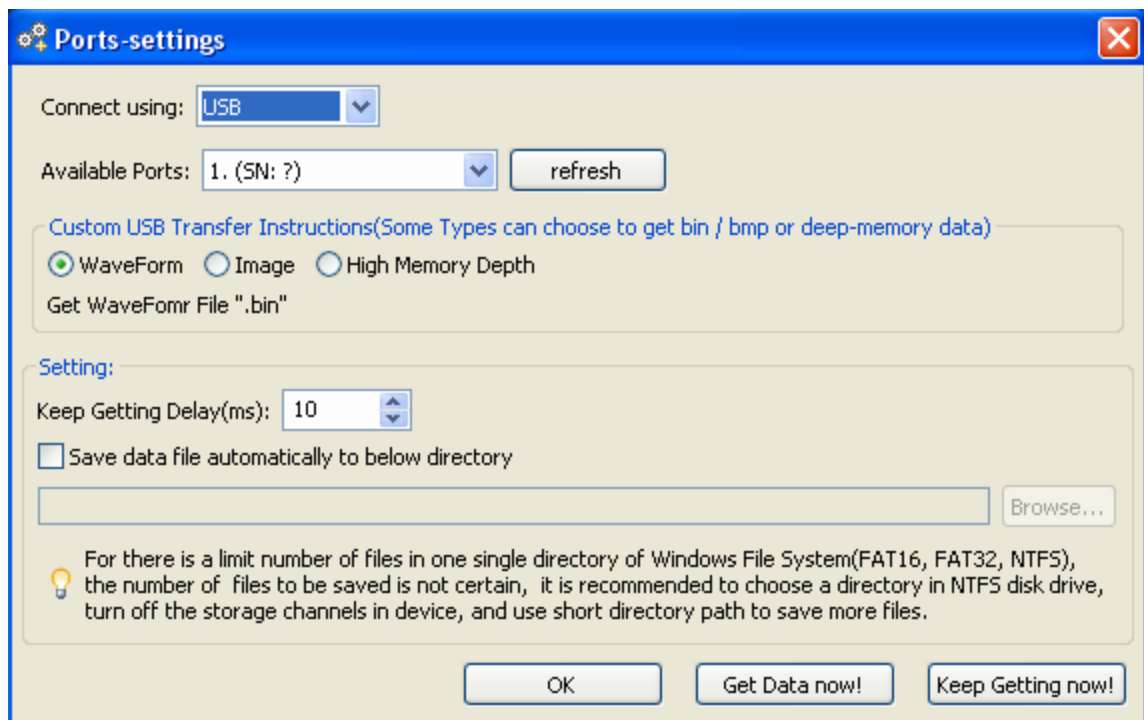 Ports-settings
Connect using: USB
Available Ports: 1. (SN: ?) refresh
Custom USB Transfer Instructions(Some Types can choose to get bin / bmp or deep-memory data)
WaveForm Image High Memory Depth
Get WaveFomr File ".bin"
Setting:
Keep Getting Delay(ms): 10
Save data file automatically to below directory
Browse...
For there is a limit number of files in one single directory of Windows File System(FAT16, FAT32, NTFS),
the number of  files to be saved is not certain,  it is recommended to choose a directory in NTFS disk drive,
turn off the storage channels in device, and use short directory path to save more files.
OK Get Data now! Keep Getting now!